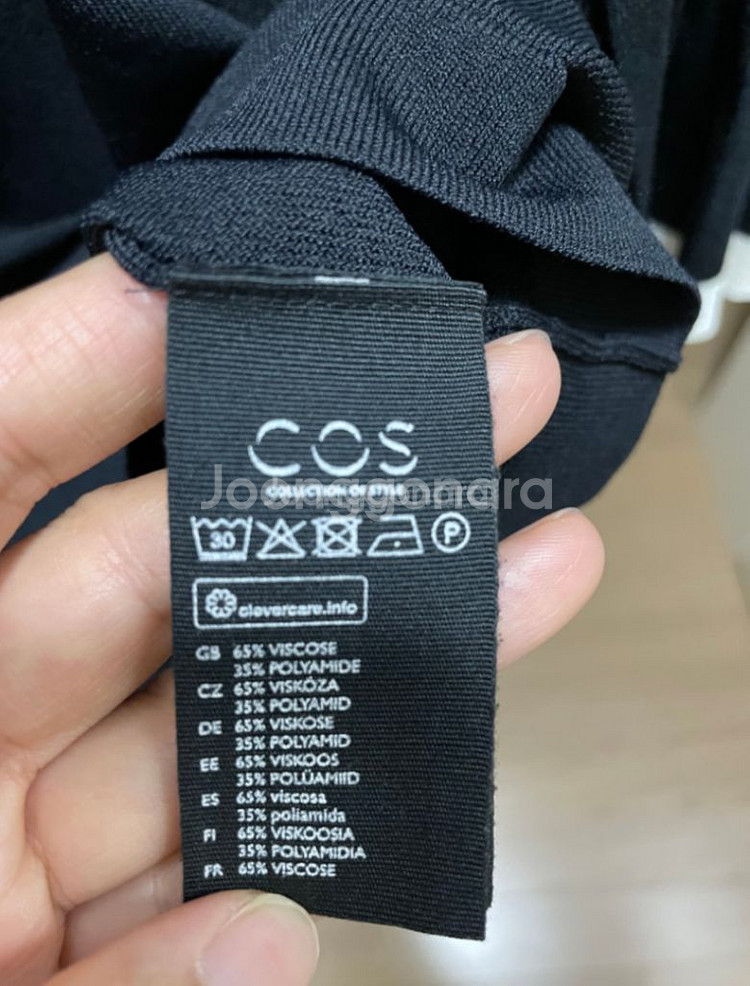 COS
COLLECTION OF STYLE
Joonggonara
30 P
clevercare.info
GB 65% VISCOSE
35% POLYAMIDE
CZ 65% VISKÓZA
35% POLYAMID
DE 65% VISKOSE
35% POLYAMID
EE 65% VISKOOS
35% POLÜAMIID
ES 65% viscosa
35% poliamida
FI 65% VISKOOSIA
35% POLYAMIDIA
FR 65% VISCOSE